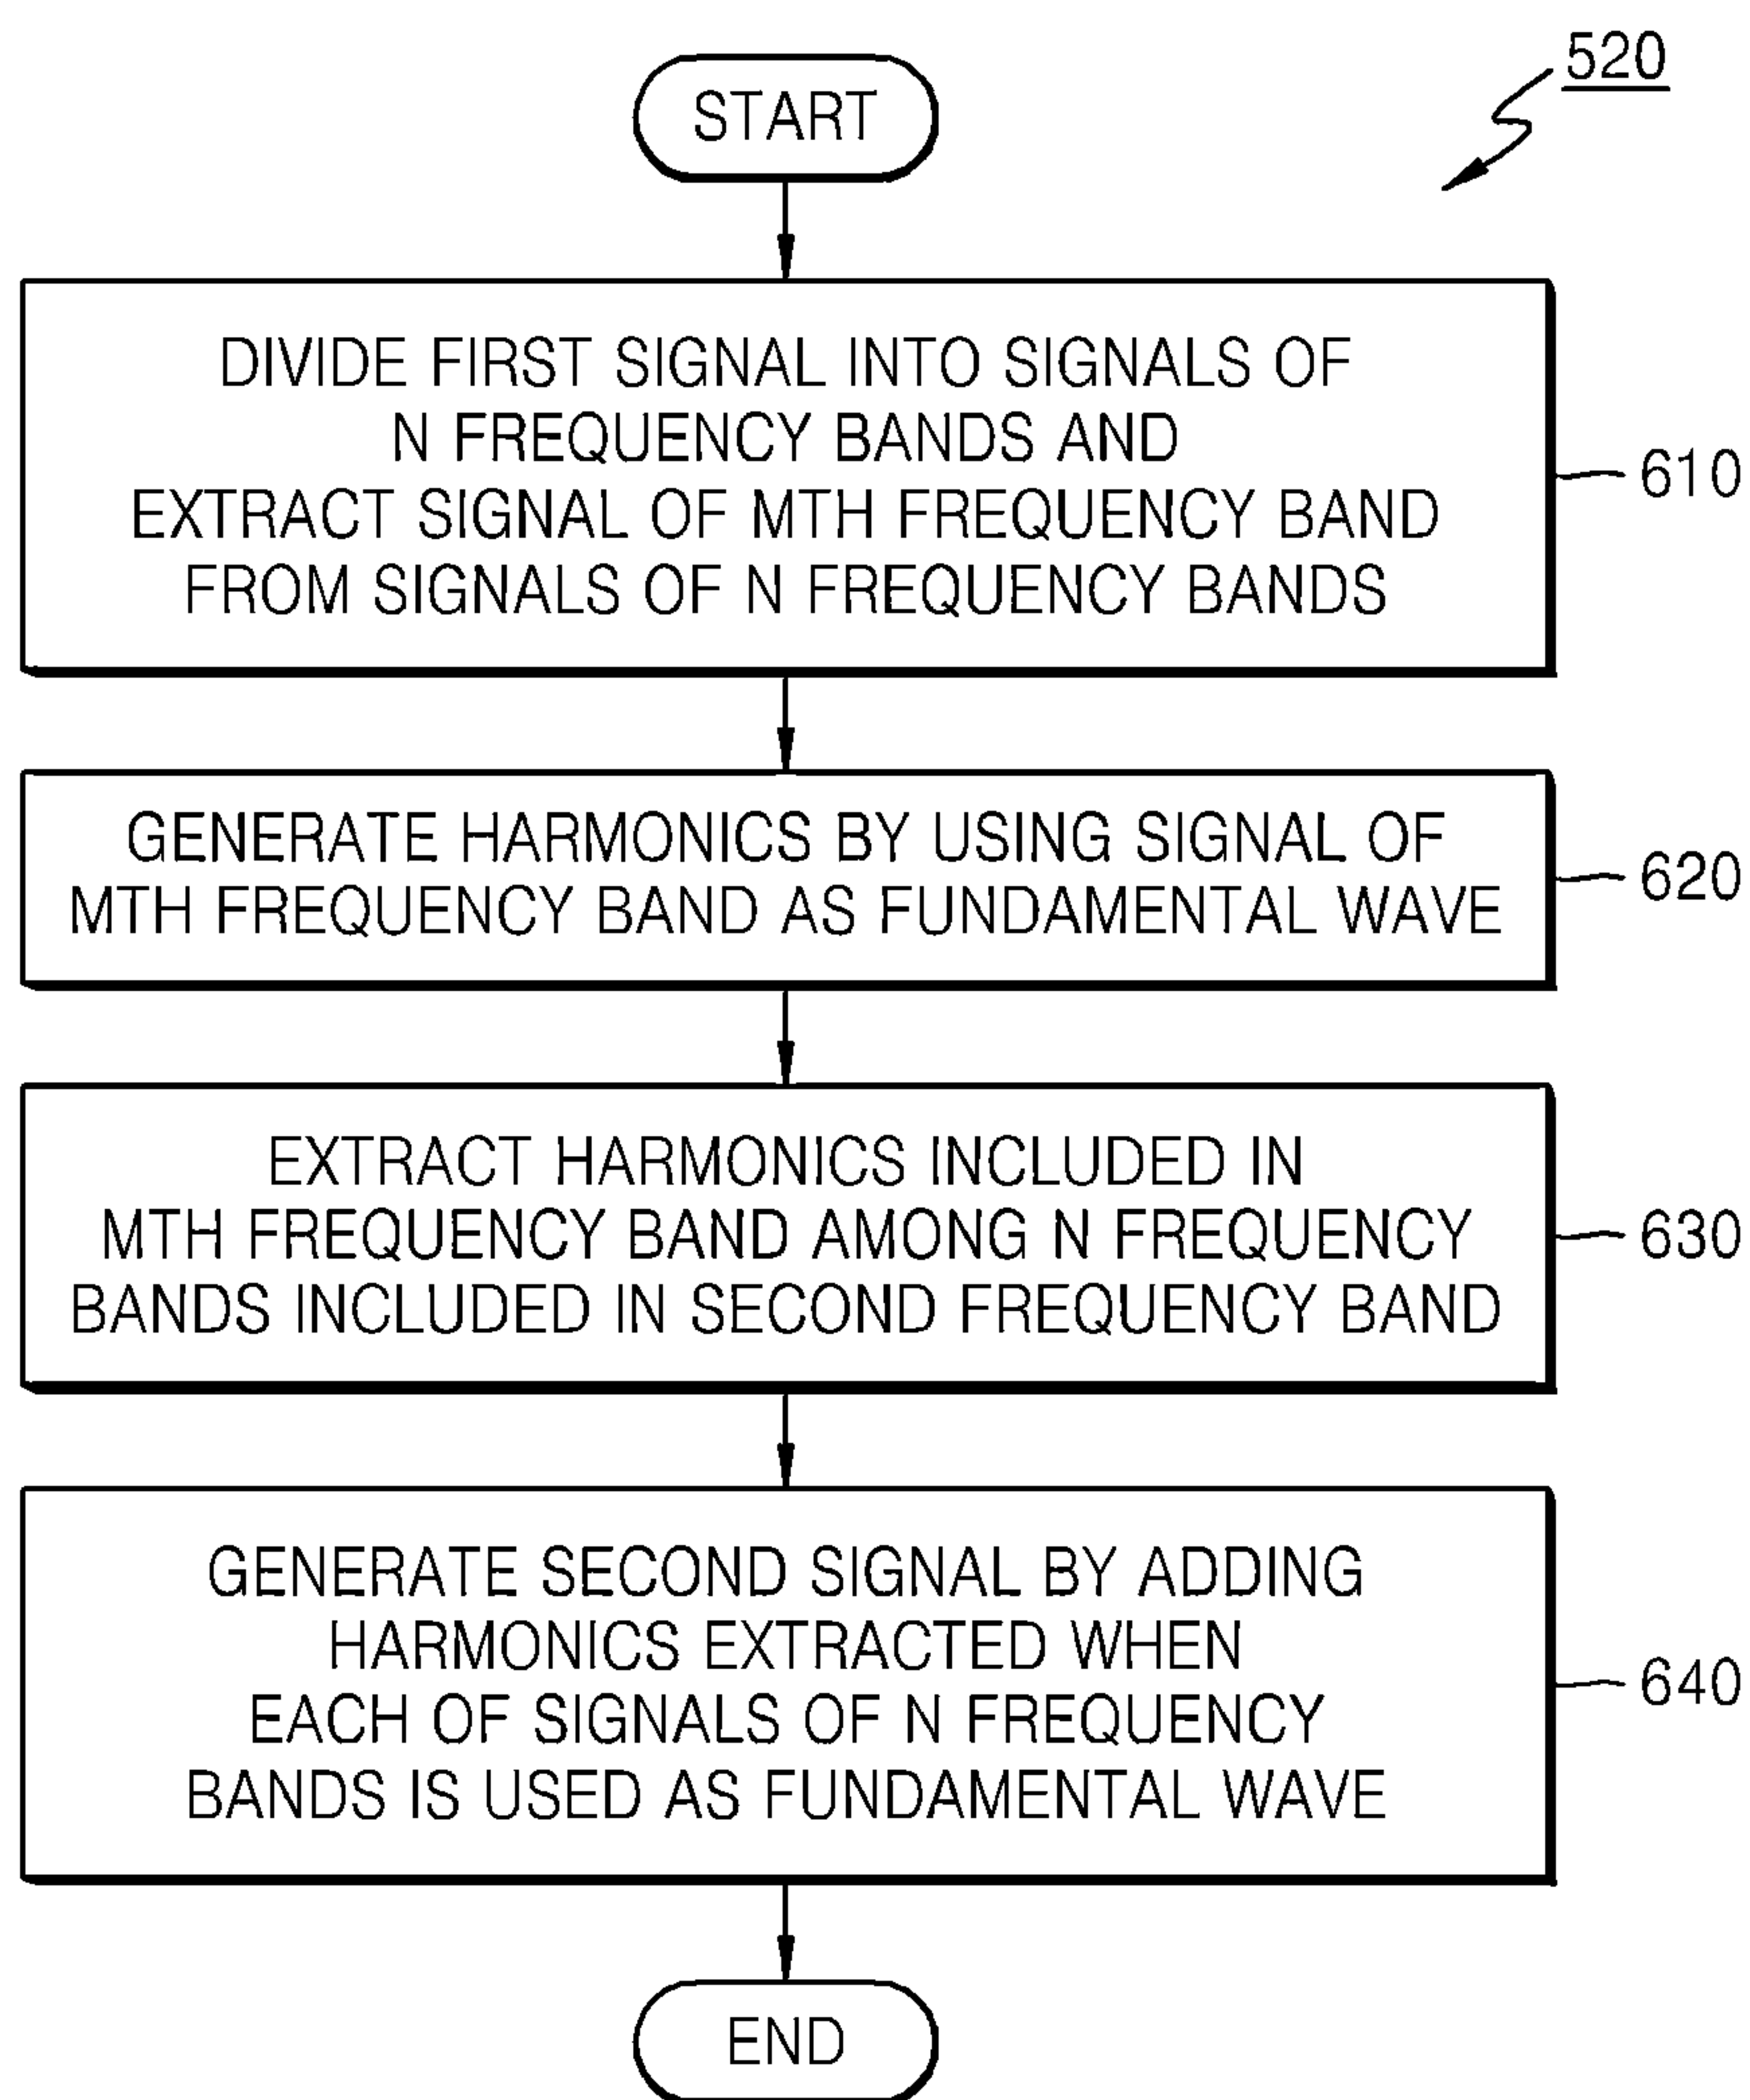 520
START
DIVIDE FIRST SIGNAL INTO SIGNALS OF
N FREQUENCY BANDS AND
EXTRACT SIGNAL OF MTH FREQUENCY BAND
FROM SIGNALS OF N FREQUENCY BANDS
610
GENERATE HARMONICS BY USING SIGNAL OF
MTH FREQUENCY BAND AS FUNDAMENTAL WAVE
620
EXTRACT HARMONICS INCLUDED IN
MTH FREQUENCY BAND AMONG N FREQUENCY
BANDS INCLUDED IN SECOND FREQUENCY BAND
630
GENERATE SECOND SIGNAL BY ADDING
HARMONICS EXTRACTED WHEN
EACH OF SIGNALS OF N FREQUENCY
BANDS IS USED AS FUNDAMENTAL WAVE
640
END